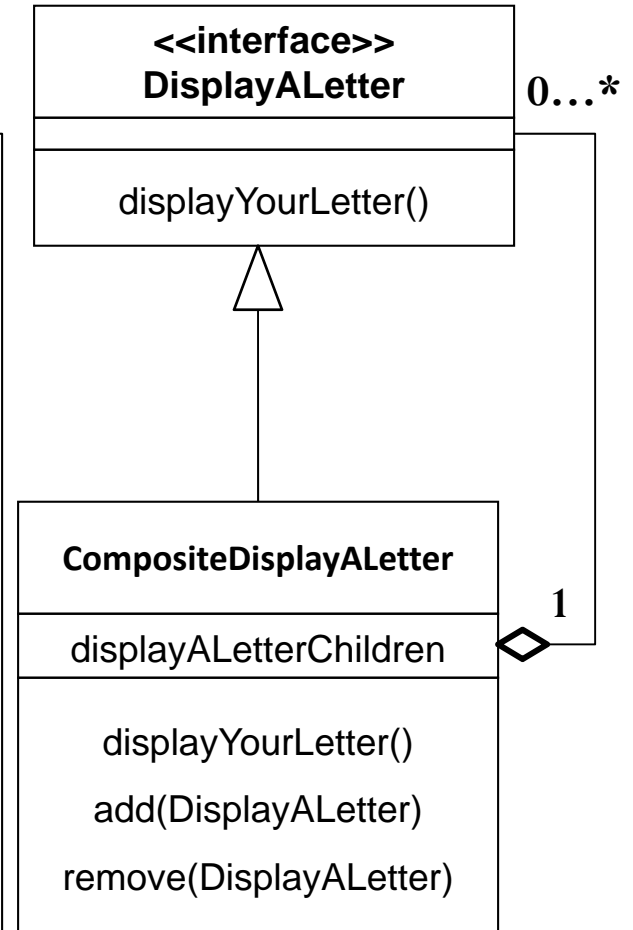 <<interface>>
DisplayALetter
0…*
displayYourLetter()
CompositeDisplayALetter
1
displayALetterChildren
displayYourLetter()
add(DisplayALetter)
remove(DisplayALetter)